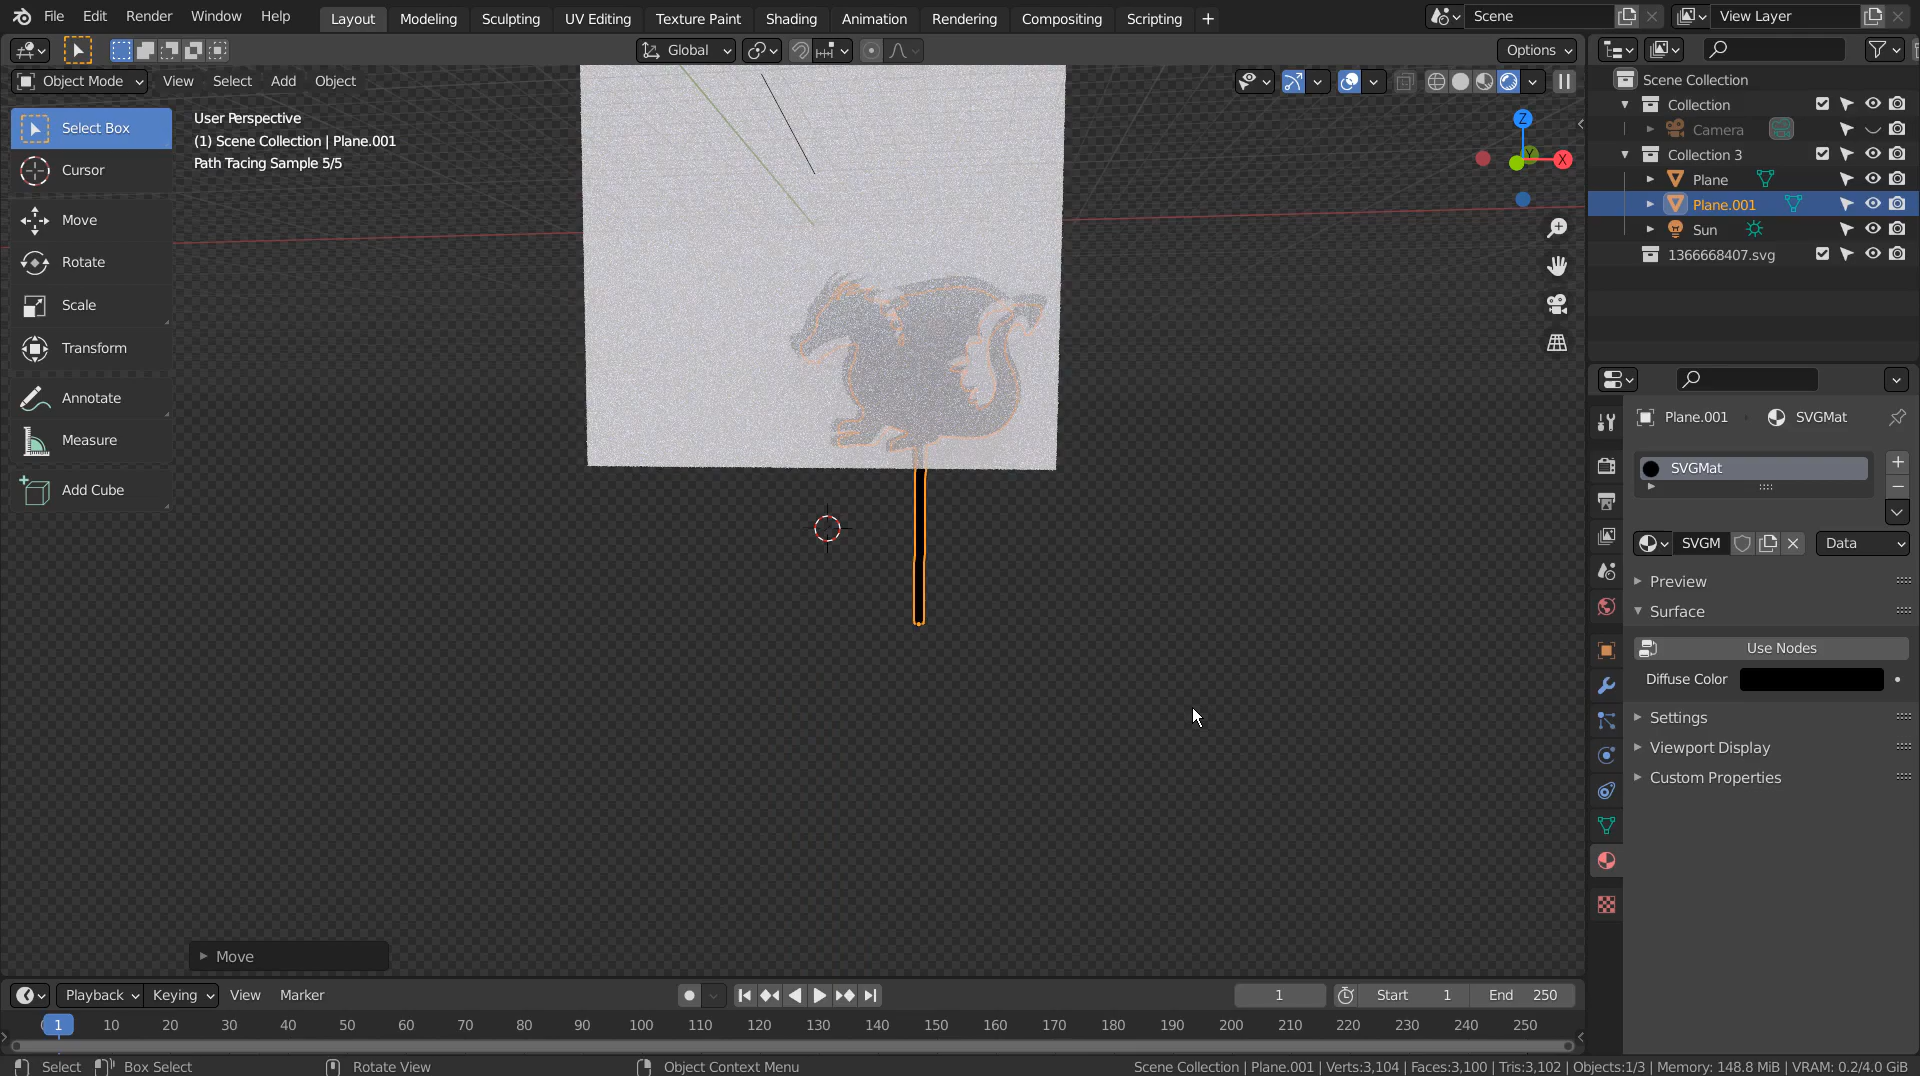 File Edit Render Window Help Layout Modeling Sculpting UV Editing Texture Paint Shading Animation Rendering Compositing Scripting + Scene View Layer
Global Options
Object Mode View Select Add Object
Select Box
Cursor
Move
Rotate
Scale
Transform
Annotate
Measure
Add Cube
User Perspective
(1) Scene Collection | Plane.001
Path Tacing Sample 5/5
Z
Y
X
Scene Collection
Collection
Camera
Collection 3
Plane
Plane.001
Sun
1366668407.svg
Plane.001 SVGMat
SVGMat
SVGM Data
Preview
Surface
Use Nodes
Diffuse Color
Settings
Viewport Display
Custom Properties
Move
Playback Keying View Marker 1 Start 1 End 250
1 10 20 30 40 50 60 70 80 90 100 110 120 130 140 150 160 170 180 190 200 210 220 230 240 250
Select Box Select Rotate View Object Context Menu Scene Collection | Plane.001 | Verts:3,104 | Faces:3,100 | Tris:3,102 | Objects:1/3 | Memory: 148.8 MiB | VRAM: 0.2/4.0 GiB